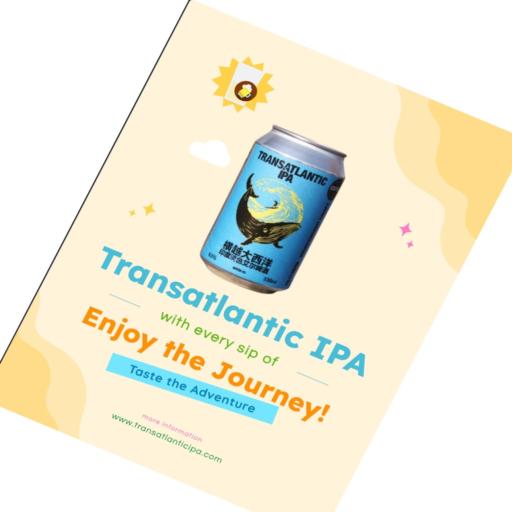 TRANSATLANTIC
IPA
横越大西洋
330ml
Transatlantic IPA
with every sip of
Enjoy the Journey!
Taste the Adventure
more information
www.transatlanticipa.com